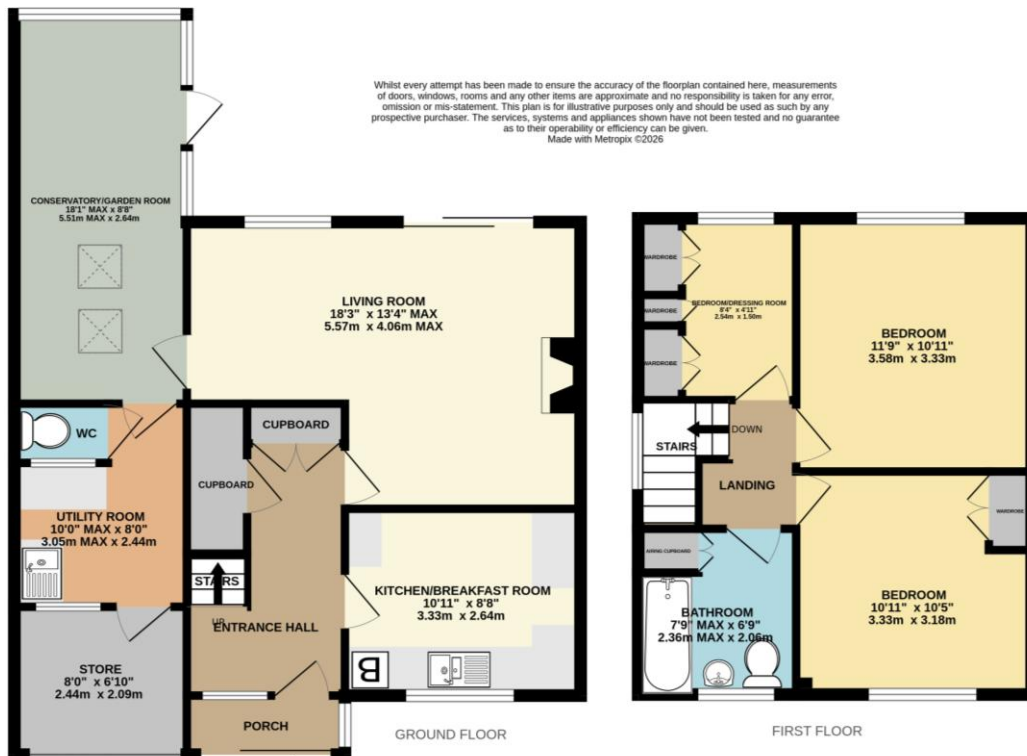 Whilst every attempt has been made to ensure the accuracy of the floorplan contained here, measurements
of doors, windows, rooms and any other items are approximate and no responsibility is taken for any error,
omission or mis-statement. This plan is for illustrative purposes only and should be used as such by any
prospective purchaser. The services, systems and appliances shown have not been tested and no guarantee
as to their operability or efficiency can be given.
Made with Metropix ©2026
CONSERVATORY/GARDEN ROOM
18'1" MAX x 8'8"
5.51m MAX x 2.64m
LIVING ROOM
18'3" x 13'4" MAX
5.57m x 4.06m MAX
WC
CUPBOARD
CUPBOARD
UTILITY ROOM
10'0" MAX x 8'0"
3.05m MAX x 2.44m
STAIRS
UP
ENTRANCE HALL
KITCHEN/BREAKFAST ROOM
10'11" x 8'8"
3.33m x 2.64m
B
STORE
8'0" x 6'10"
2.44m x 2.09m
PORCH
GROUND FLOOR
WARDROBE
WARDROBE
WARDROBE
BEDROOM/DRESSING ROOM
8'4" x 4'11"
2.54m x 1.50m
BEDROOM
11'9" x 10'11"
3.58m x 3.33m
STAIRS
DOWN
LANDING
WARDROBE
AIRING CUPBOARD
BATHROOM
7'9" MAX x 6'9"
2.36m MAX x 2.06m
BEDROOM
10'11" x 10'5"
3.33m x 3.18m
FIRST FLOOR